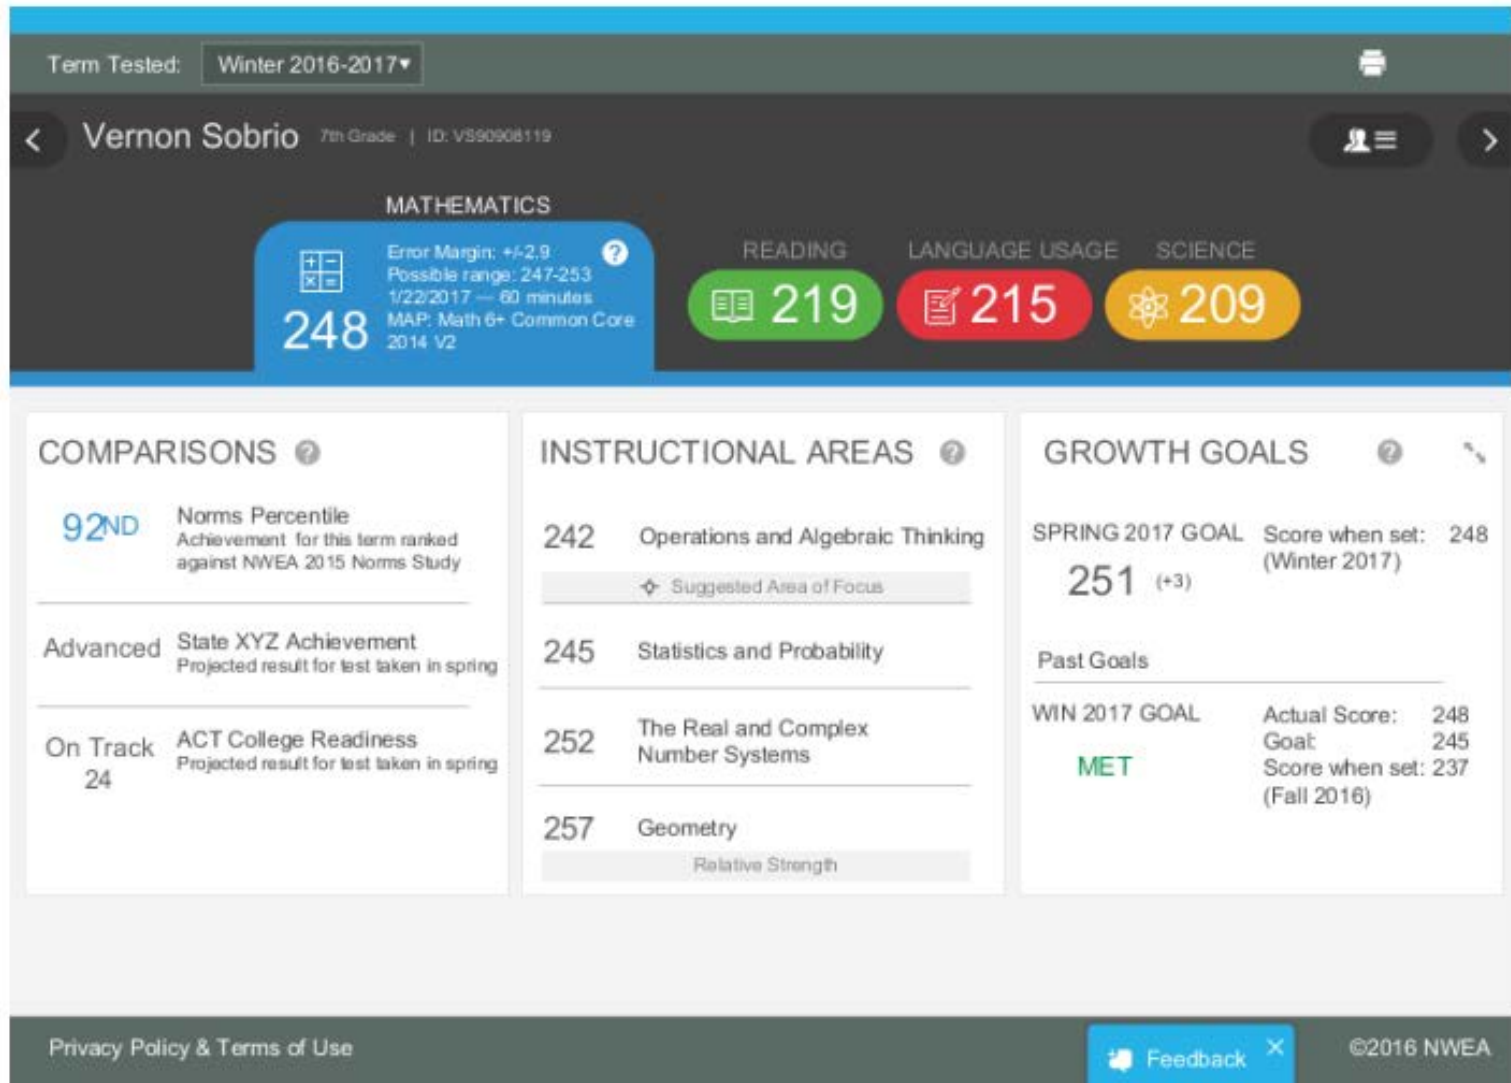 Term Tested: Winter 2016-2017
Vernon Sobrio 7th Grade | ID: VS90908119
MATHEMATICS
248
Error Margin: +/-2.9
Possible range: 247-253
1/22/2017 — 60 minutes
MAP: Math 6+ Common Core
2014 V2
READING
219
LANGUAGE USAGE
215
SCIENCE
209
COMPARISONS
92ND
Norms Percentile
Achievement for this term ranked
against NWEA 2015 Norms Study
Advanced
State XYZ Achievement
Projected result for test taken in spring
On Track
24
ACT College Readiness
Projected result for test taken in spring
INSTRUCTIONAL AREAS
242 Operations and Algebraic Thinking
Suggested Area of Focus
245 Statistics and Probability
252 The Real and Complex
Number Systems
257 Geometry
Relative Strength
GROWTH GOALS
SPRING 2017 GOAL
251 (+3)
Score when set: 248
(Winter 2017)
Past Goals
WIN 2017 GOAL
MET
Actual Score: 248
Goal: 245
Score when set: 237
(Fall 2016)
Privacy Policy & Terms of Use
Feedback
©2016 NWEA